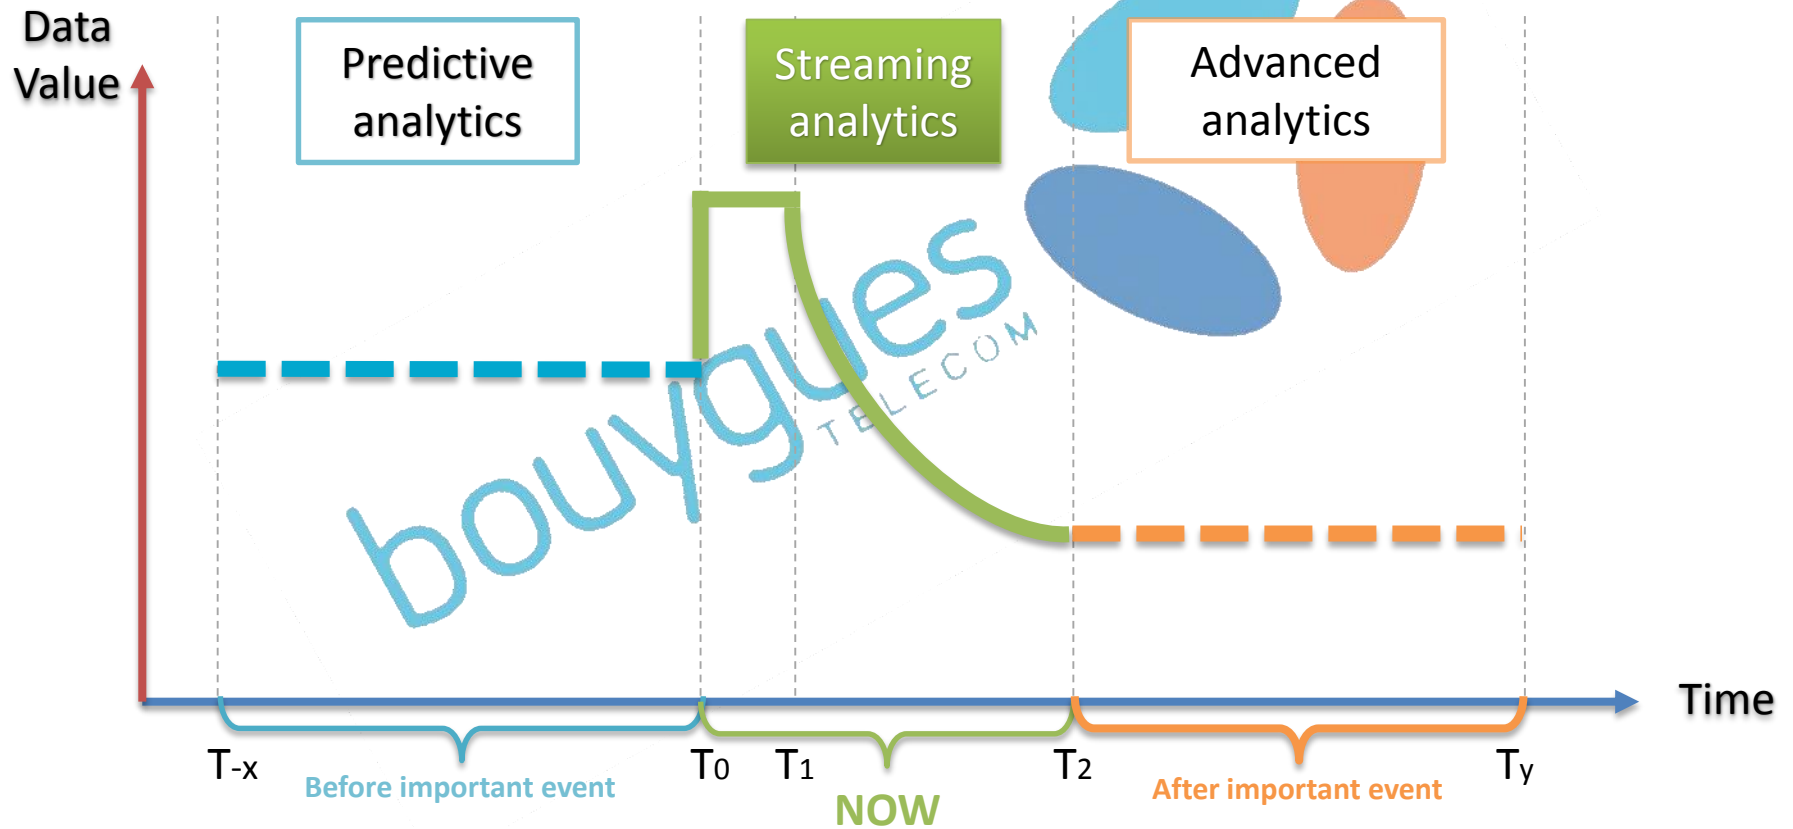 Data
Value
Predictive
analytics
Streaming
analytics
Advanced
analytics
bouygues
TELECOM
Time
T-x
T0
T1
T2
Ty
Before important event
NOW
After important event